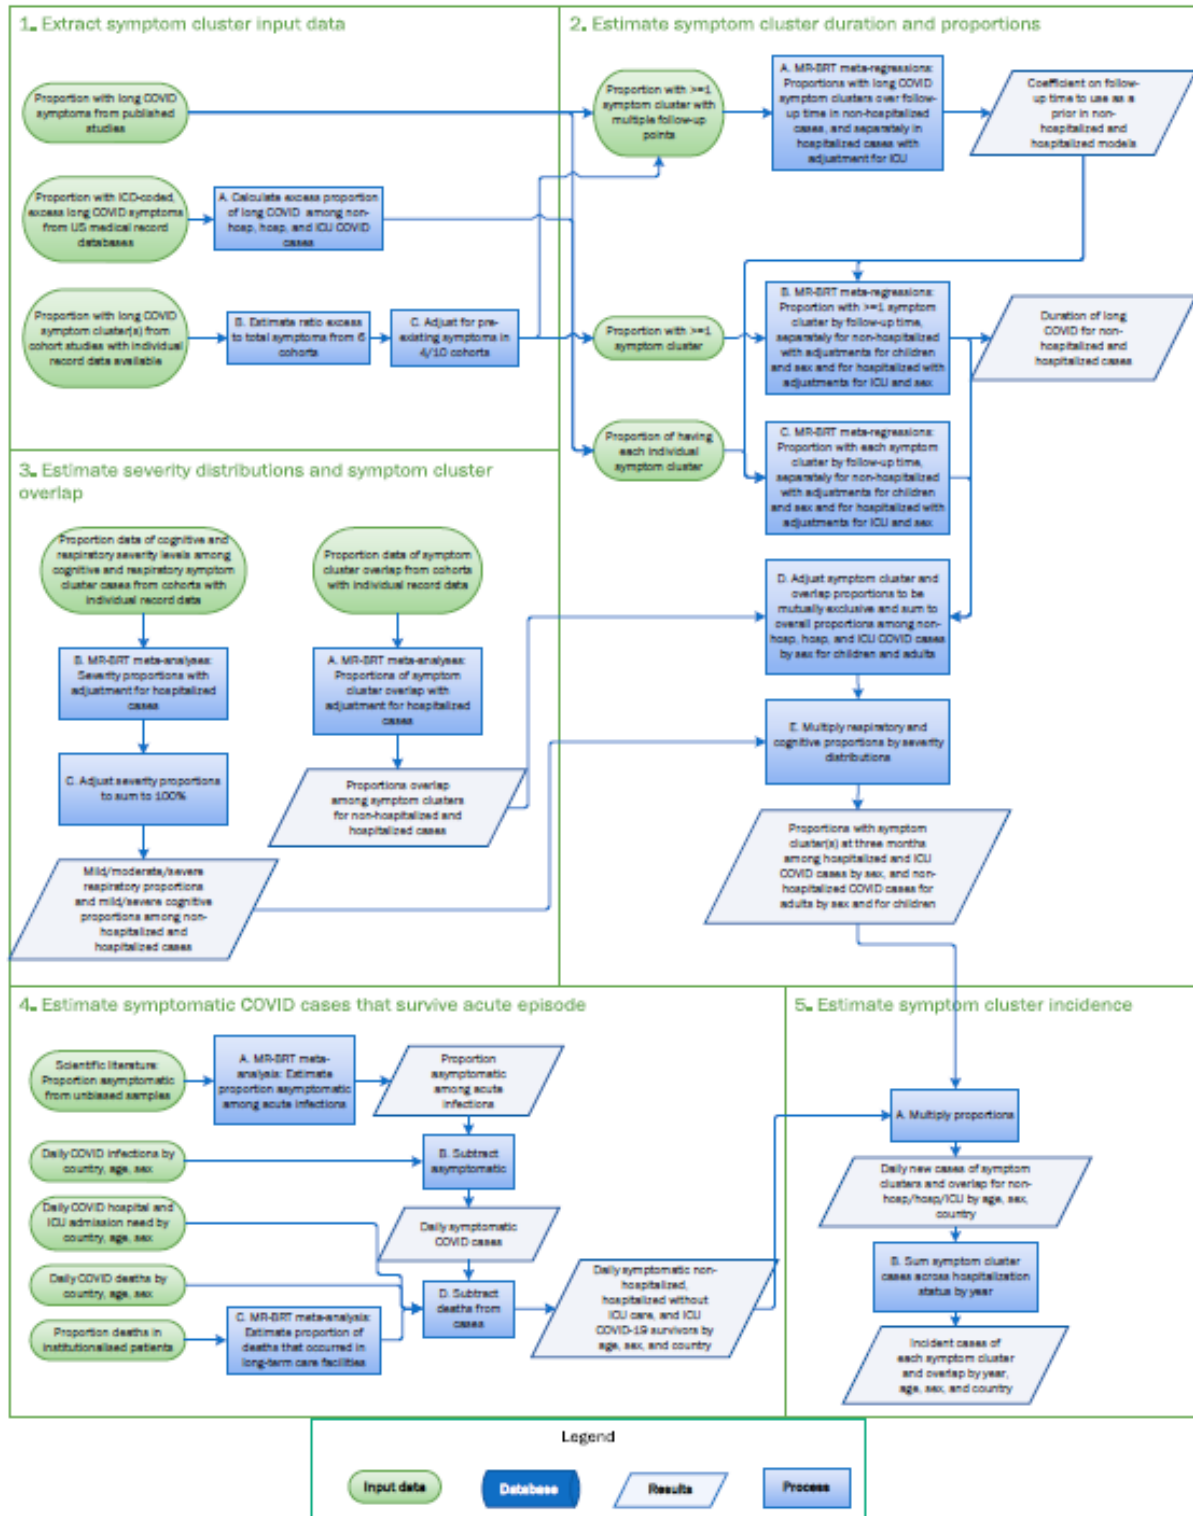 1. Extract symptom cluster input data
Proportion with long COVID
symptoms from published
studies
Proportion with ICD-coded,
excess long COVID symptoms
from US medical record
databases
A. Calculate excess proportion
of long COVID among non-
hosp, hosp, and ICU COVID
cases
Proportion with long COVID
symptom cluster(s) from
cohort studies with individual
record data available
B. Estimate ratio excess
to total symptoms from 6
cohorts
C. Adjust for pre-
existing symptoms in
4/10 cohorts
2. Estimate symptom cluster duration and proportions
Proportion with >=1
symptom cluster with
multiple follow-up
points
A. MR-BRT meta-regressions:
Proportions with long COVID
symptom clusters over follow-
up time in non-hospitalized
cases, and separately in
hospitalized cases with
adjustment for ICU
Coefficient on follow-
up time to use as a
prior in non-
hospitalized and
hospitalized models
Proportion with >=1
symptom cluster
B. MR-BRT meta-regressions:
Proportion with >=1 symptom
cluster by follow-up time,
separately for non-hospitalized
with adjustments for children
and sex and for hospitalized with
adjustments for ICU and sex
Duration of long
COVID for non-
hospitalized and
hospitalized cases
Proportion of having
each individual
symptom cluster
C. MR-BRT meta-regressions:
Proportion with each symptom
cluster by follow-up time,
separately for non-hospitalized
with adjustments for children
and sex and for hospitalized with
adjustments for ICU and sex
D. Adjust symptom cluster and
overlap proportions to be
mutually exclusive and sum to
overall proportions among non-
hosp, hosp, and ICU COVID cases
by sex for children and adults
E. Multiply respiratory and
cognitive proportions by severity
distributions
Proportions with symptom
cluster(s) at three months
among hospitalized and ICU
COVID cases by sex, and non-
hospitalized COVID cases for
adults by sex and for children
3. Estimate severity distributions and symptom cluster
overlap
Proportion data of cognitive and
respiratory severity levels among
cognitive and respiratory symptom
cluster cases from cohorts with
individual record data
Proportion data of symptom
cluster overlap from cohorts
with individual record data
B. MR-BRT meta-analyses:
Severity proportions with
adjustment for hospitalized
cases
A. MR-BRT meta-analyses:
Proportions of symptom
cluster overlap with
adjustment for hospitalized
cases
C. Adjust severity proportions
to sum to 100%
Proportions overlap
among symptom clusters
for non-hospitalized and
hospitalized cases
Mild/moderate/severe
respiratory proportions
and mild/severe cognitive
proportions among non-
hospitalized and
hospitalized cases
4. Estimate symptomatic COVID cases that survive acute episode
Scientific literature:
Proportion asymptomatic
from unbiased samples
A. MR-BRT meta-
analysis: Estimate
proportion asymptomatic
among acute infections
Proportion
asymptomatic
among acute
infections
Daily COVID infections by
country, age, sex
B. Subtract
asymptomatic
Daily COVID hospital and
ICU admission need by
country, age, sex
Daily symptomatic
COVID cases
Daily COVID deaths by
country, age, sex
D. Subtract
deaths from
cases
Proportion deaths in
institutionalised patients
C. MR-BRT meta-analysis:
Estimate proportion of
deaths that occurred in
long-term care facilities
Daily symptomatic non-
hospitalized,
hospitalized without
ICU care, and ICU
COVID-19 survivors by
age, sex, and country
5. Estimate symptom cluster incidence
A. Multiply proportions
Daily new cases of symptom
clusters and overlap for non-
hosp/hosp/ICU by age, sex,
country
B. Sum symptom cluster
cases across hospitalization
status by year
Incident cases of
each symptom cluster
and overlap by year,
age, sex, and country
Legend
Input data
Database
Results
Process